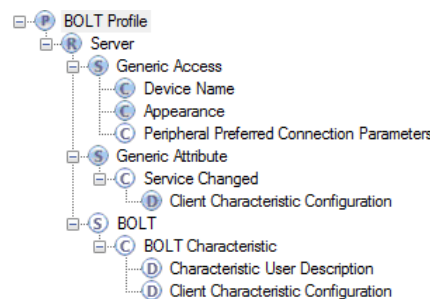 P BOLT Profile
R Server
S Generic Access
C Device Name
C Appearance
C Peripheral Preferred Connection Parameters
S Generic Attribute
C Service Changed
D Client Characteristic Configuration
S BOLT
C BOLT Characteristic
D Characteristic User Description
D Client Characteristic Configuration